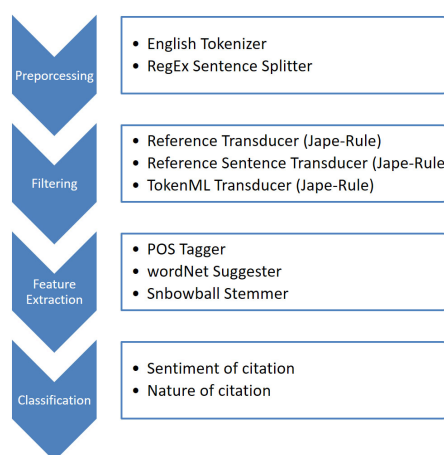 Preporcessing
• English Tokenizer
• RegEx Sentence Splitter
Filtering
• Reference Transducer (Jape-Rule)
• Reference Sentence Transducer (Jape-Rule
• TokenML Transducer (Jape-Rule)
Feature
Extraction
• POS Tagger
• wordNet Suggester
• Snbowball Stemmer
Classification
• Sentiment of citation
• Nature of citation